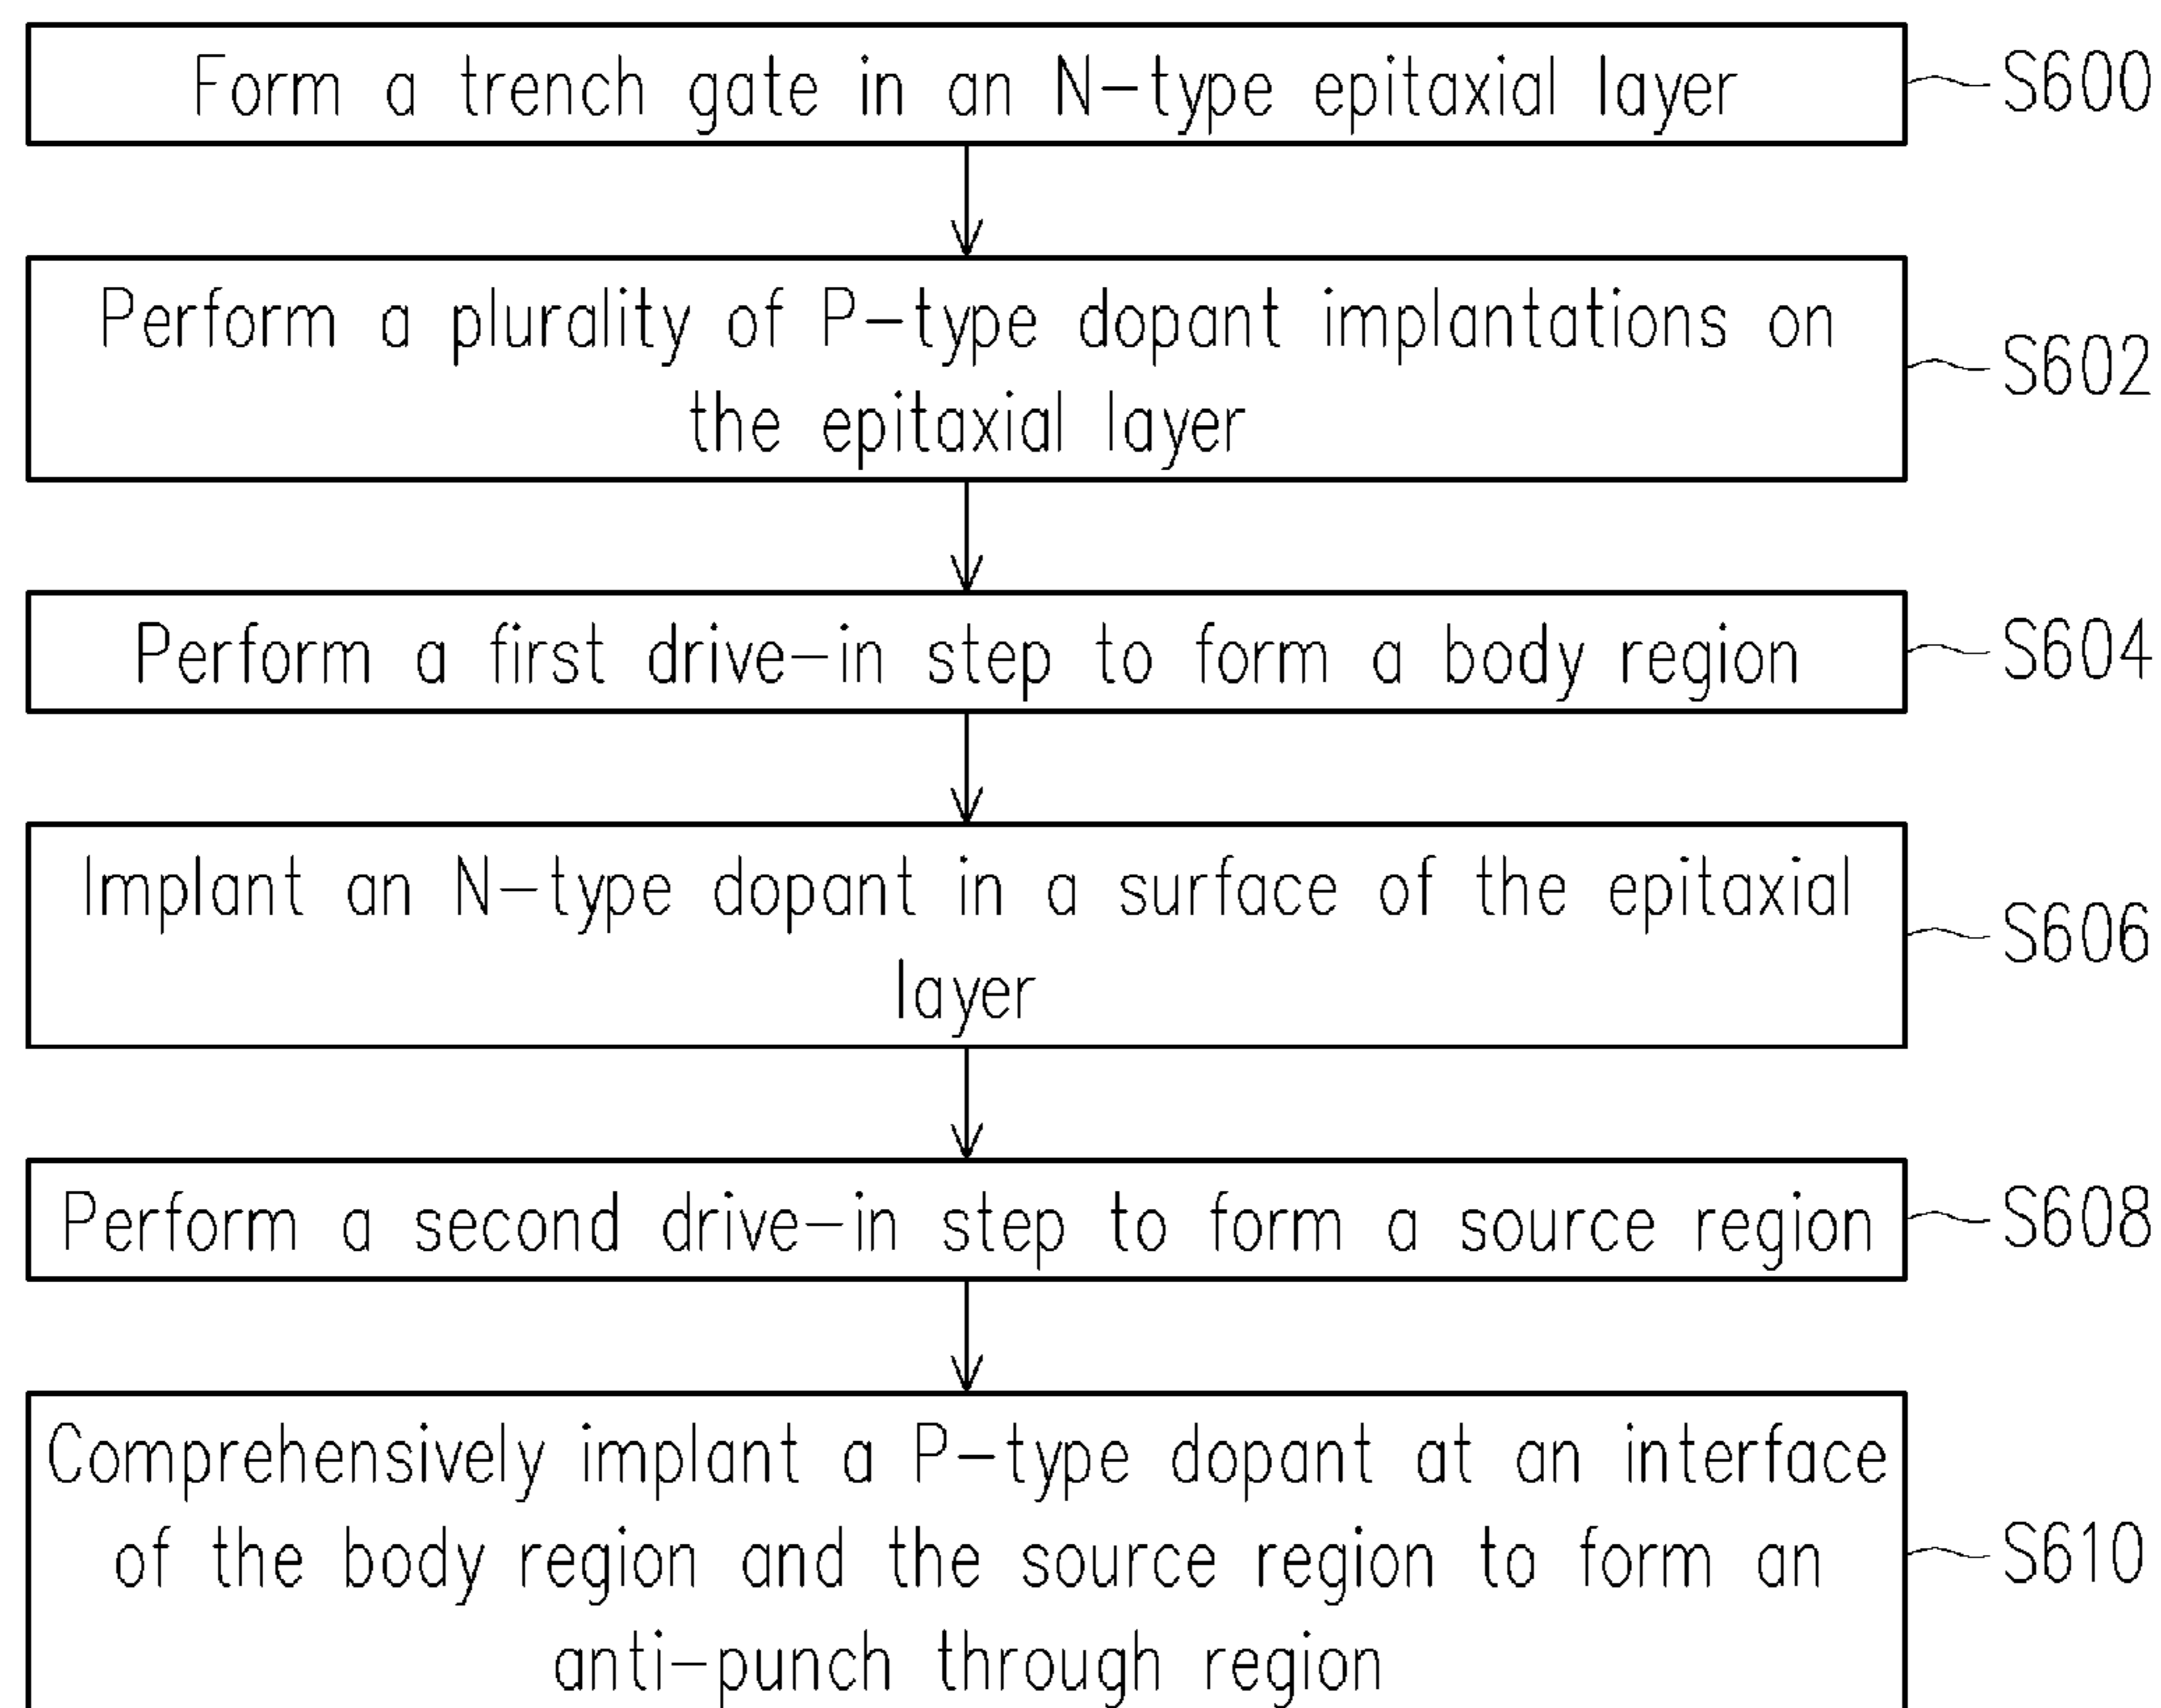 Form a trench gate in an N-type epitaxial layer
S600
Perform a plurality of P-type dopant implantations on
the epitaxial layer
S602
Perform a first drive-in step to form a body region
S604
Implant an N-type dopant in a surface of the epitaxial
layer
S606
Perform a second drive-in step to form a source region
S608
Comprehensively implant a P-type dopant at an interface
of the body region and the source region to form an
anti-punch through region
S610